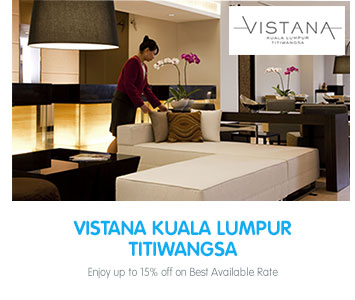 VISTANA
KUALA LUMPUR
TITIWANGSA
VISTANA KUALA LUMPUR
TITIWANGSA
Enjoy up to 15% off on Best Available Rate